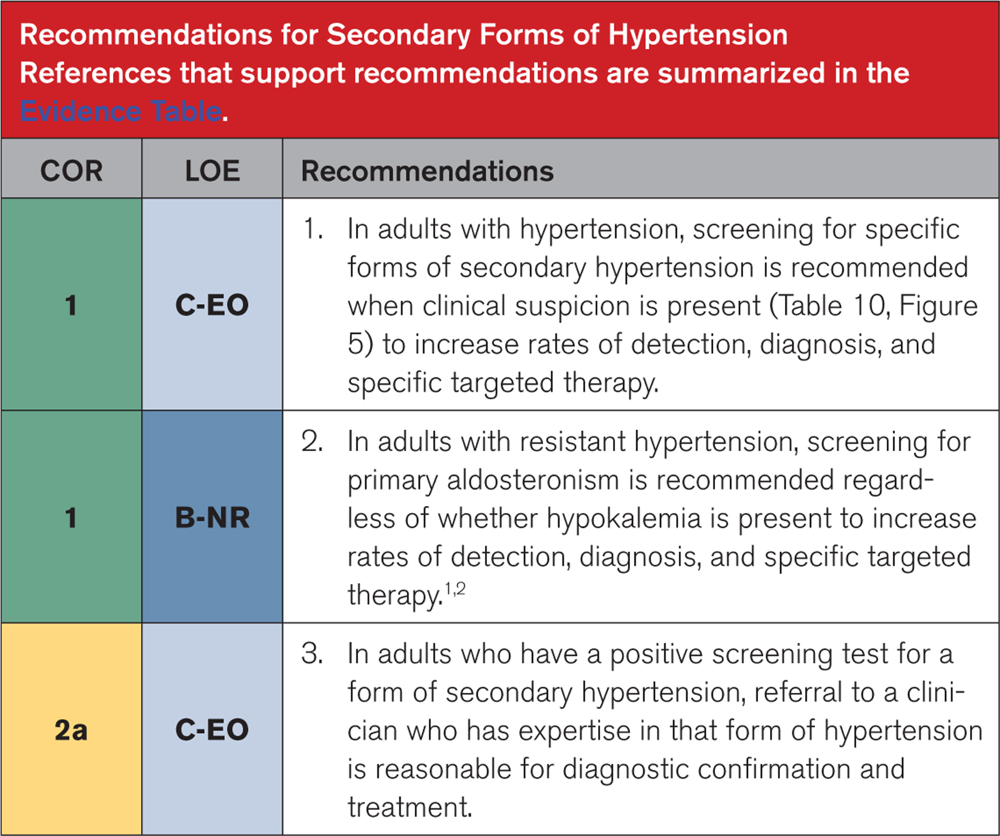 Recommendations for Secondary Forms of Hypertension
References that support recommendations are summarized in the
Evidence Table.
COR LOE Recommendations
1 C-EO 1. In adults with hypertension, screening for specific
forms of secondary hypertension is recommended
when clinical suspicion is present (Table 10, Figure
5) to increase rates of detection, diagnosis, and
specific targeted therapy.
1 B-NR 2. In adults with resistant hypertension, screening for
primary aldosteronism is recommended regard-
less of whether hypokalemia is present to increase
rates of detection, diagnosis, and specific targeted
therapy.1,2
2a C-EO 3. In adults who have a positive screening test for a
form of secondary hypertension, referral to a clini-
cian who has expertise in that form of hypertension
is reasonable for diagnostic confirmation and
treatment.